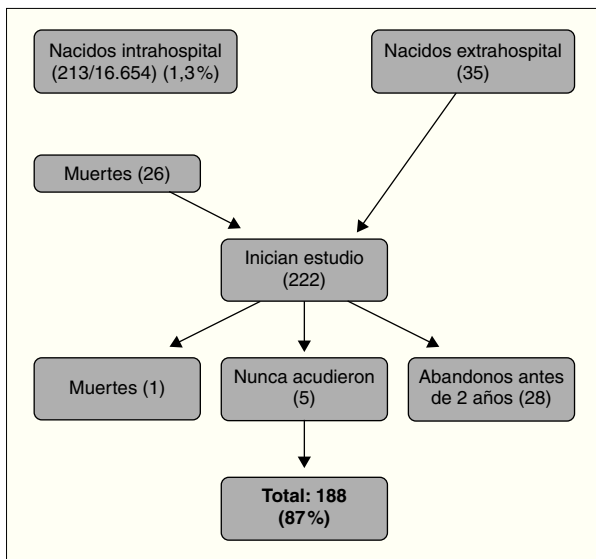 Nacidos intrahospital
(213/16.654) (1,3%)
Nacidos extrahospital
(35)
Muertes (26)
Inician estudio
(222)
Muertes (1)
Nunca acudieron
(5)
Abandonos antes
de 2 años (28)
Total: 188
(87%)